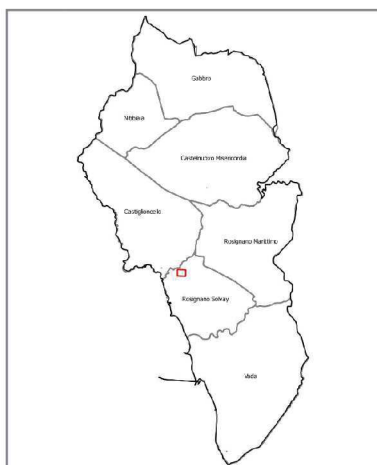 Gabbro
Nibbiaia
Castelnuovo Misericordia
Castiglioncello
Rosignano Marittimo
Rosignano Solvay
Vada